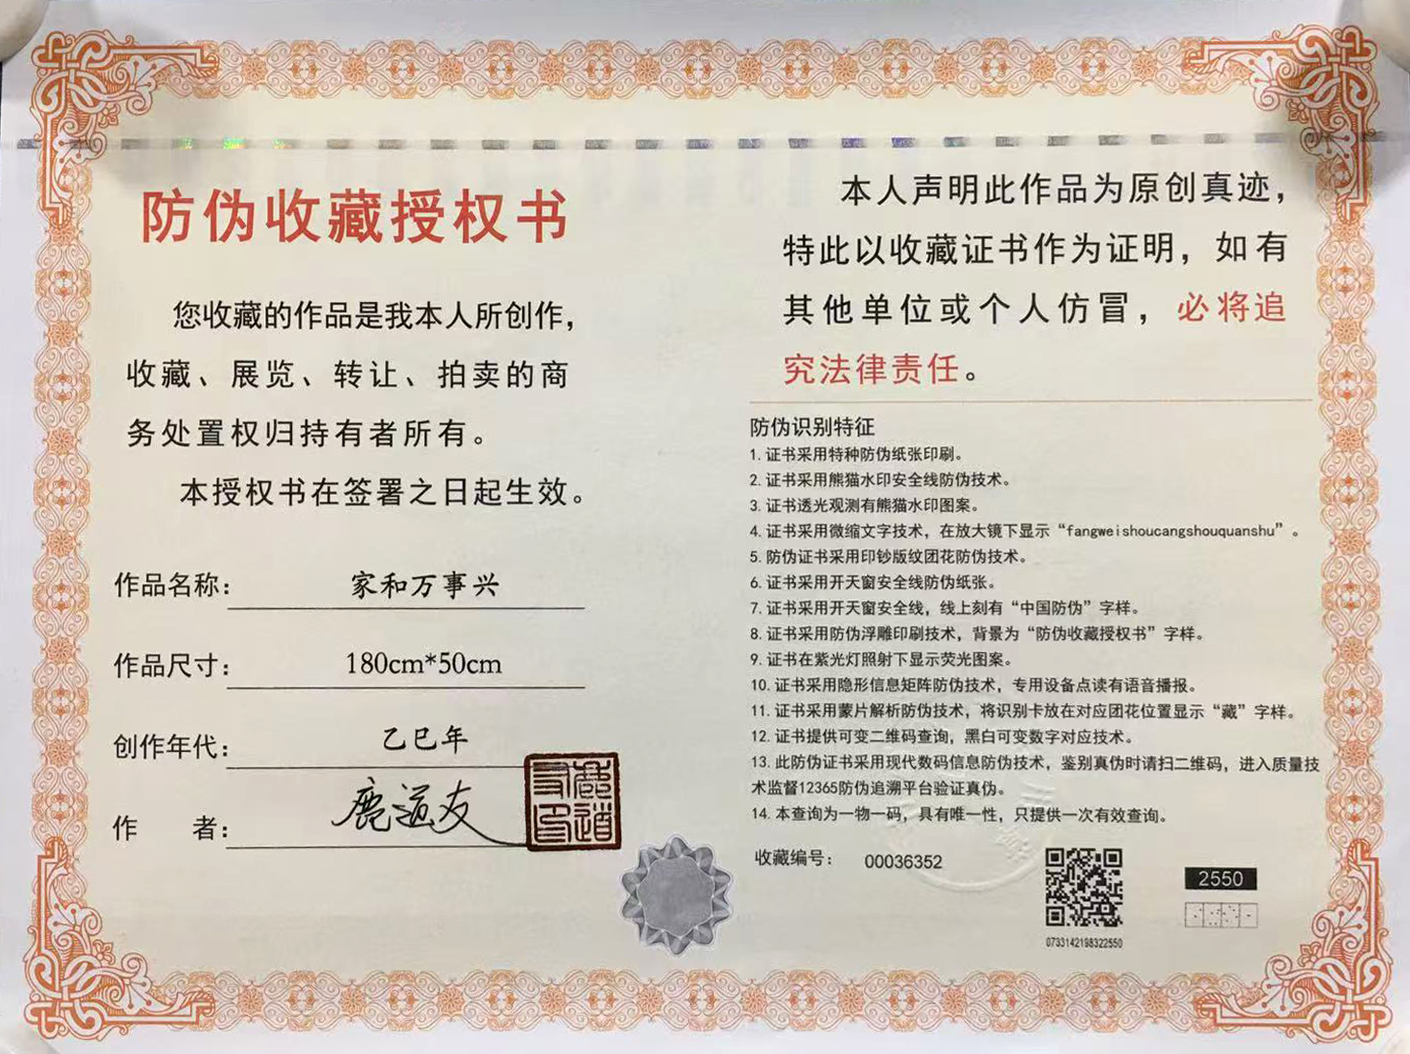 防伪收藏授权书
您收藏的作品是我本人所创作，
收藏、展览、转让、拍卖的商
务处置权归持有者所有。
本授权书在签署之日起生效。
作品名称：家和万事兴
作品尺寸：180cm*50cm
创作年代：乙巳年
作　　者：鹿道友
鹿道友印
本人声明此作品为原创真迹，
特此以收藏证书作为证明，如有
其他单位或个人仿冒，必将追
究法律责任。
防伪识别特征
1. 证书采用特种防伪纸张印刷。
2. 证书采用熊猫水印安全线防伪技术。
3. 证书透光观测有熊猫水印图案。
4. 证书采用微缩文字技术，在放大镜下显示“fangweishoucangshouquanshu”。
5. 防伪证书采用印钞版纹团花防伪技术。
6. 证书采用开天窗安全线防伪纸张。
7. 证书采用开天窗安全线，线上刻有“中国防伪”字样。
8. 证书采用防伪浮雕印刷技术，背景为“防伪收藏授权书”字样。
9. 证书在紫光灯照射下显示荧光图案。
10. 证书采用隐形信息矩阵防伪技术，专用设备点读有语音播报。
11. 证书采用蒙片解析防伪技术，将识别卡放在对应团花位置显示“藏”字样。
12. 证书提供可变二维码查询，黑白可变数字对应技术。
13. 此防伪证书采用现代数码信息防伪技术，鉴别真伪时请扫二维码，进入质量技
术监督12365防伪追溯平台验证真伪。
14. 本查询为一物一码，具有唯一性，只提供一次有效查询。
收藏编号： 00036352
2550
0733142198322550